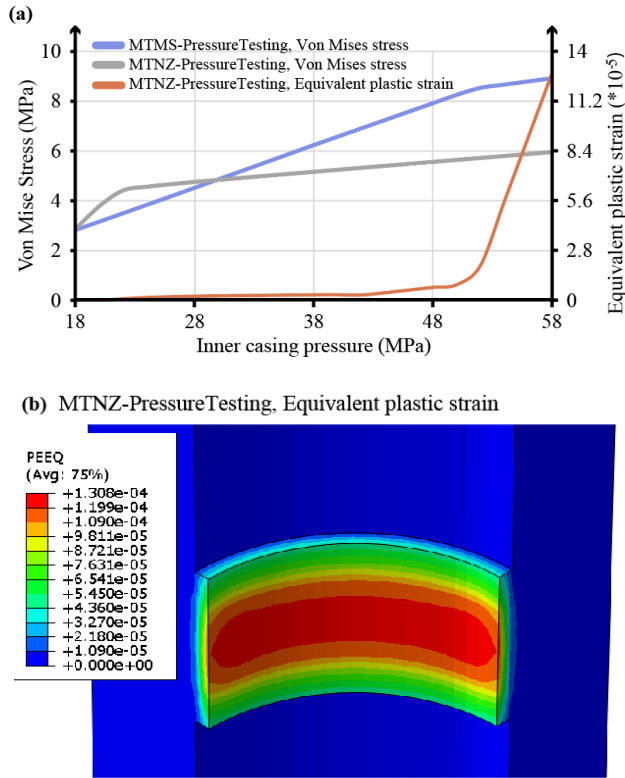 (a)
MTMS-PressureTesting, Von Mises stress
MTNZ-PressureTesting, Von Mises stress
MTNZ-PressureTesting, Equivalent plastic strain
Von Mise Stress (MPa)
10
8
6
4
2
0
14
11.2
8.4
5.6
2.8
0
Equivalent plastic strain (*10-5)
18 28 38 48 58
Inner casing pressure (MPa)
(b) MTNZ-PressureTesting, Equivalent plastic strain
PEEQ
(Avg: 75%)
+1.308e-04
+1.199e-04
+1.090e-04
+9.811e-05
+8.721e-05
+7.631e-05
+6.541e-05
+5.450e-05
+4.360e-05
+3.270e-05
+2.180e-05
+1.090e-05
+0.000e+00